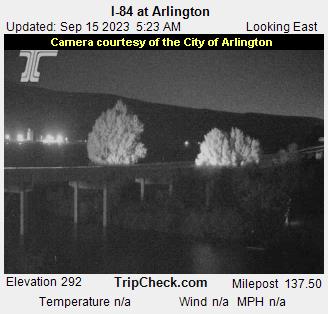 I-84 at Arlington
Updated: Sep 15 2023 5:23 AM Looking East
Camera courtesy of the City of Arlington
Elevation 292 TripCheck.com Milepost 137.50
Temperature n/a Wind n/a MPH n/a